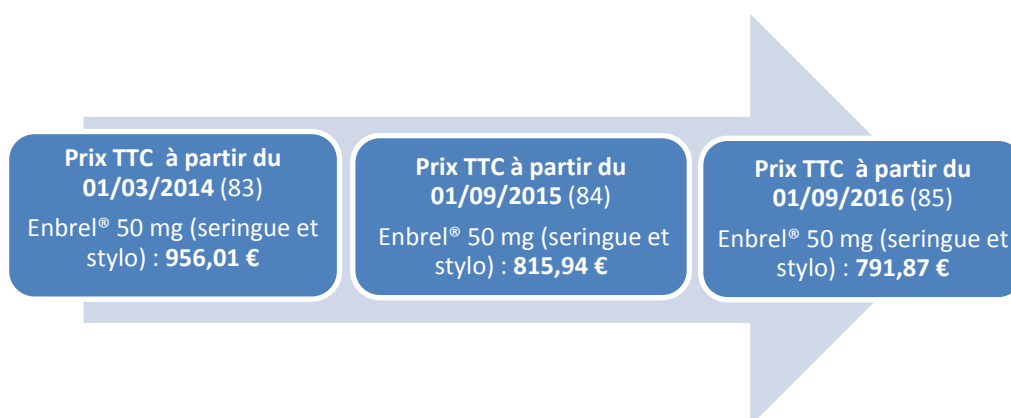 Prix TTC à partir du
01/03/2014 (83)
Enbrel® 50 mg (seringue et
stylo) : 956,01 €
Prix TTC à partir du
01/09/2015 (84)
Enbrel® 50 mg (seringue et
stylo) : 815,94 €
Prix TTC à partir du
01/09/2016 (85)
Enbrel® 50 mg (seringue et
stylo) : 791,87 €